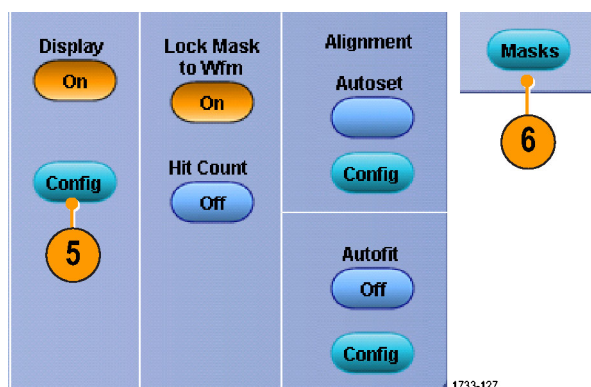 Display
On
Config
5
Lock Mask
to Wfm
On
Hit Count
Off
Alignment
Autoset
Config
Autofit
Off
Config
Masks
6
1733-127